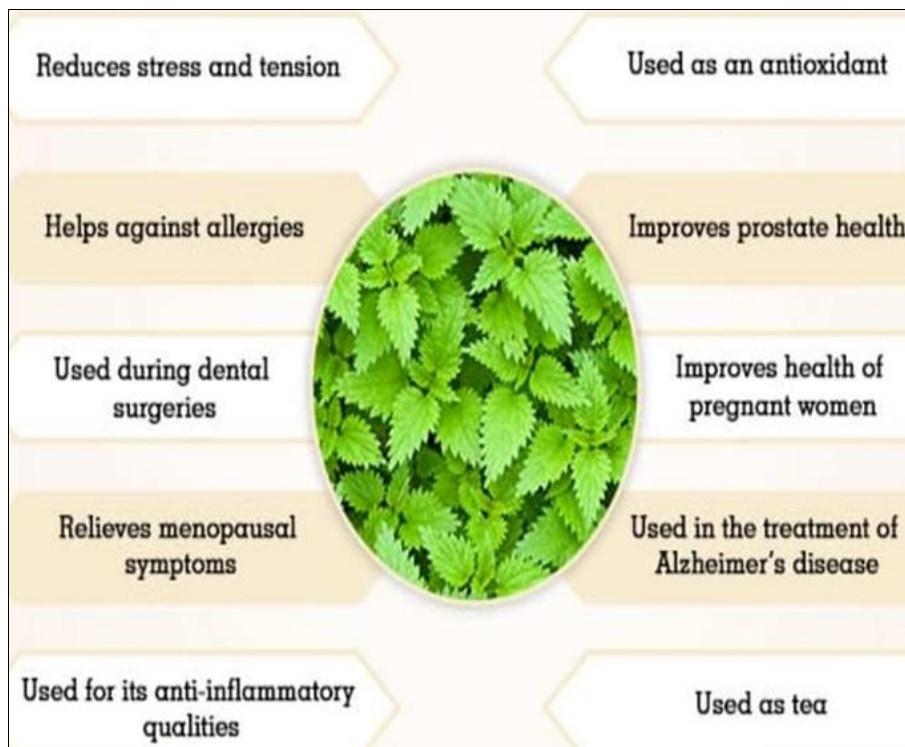 Reduces stress and tension
Used as an antioxidant
Helps against allergies
Improves prostate health
Used during dental
surgeries
Improves health of
pregnant women
Relieves menopausal
symptoms
Used in the treatment of
Alzheimer's disease
Used for its anti-inflammatory
qualities
Used as tea